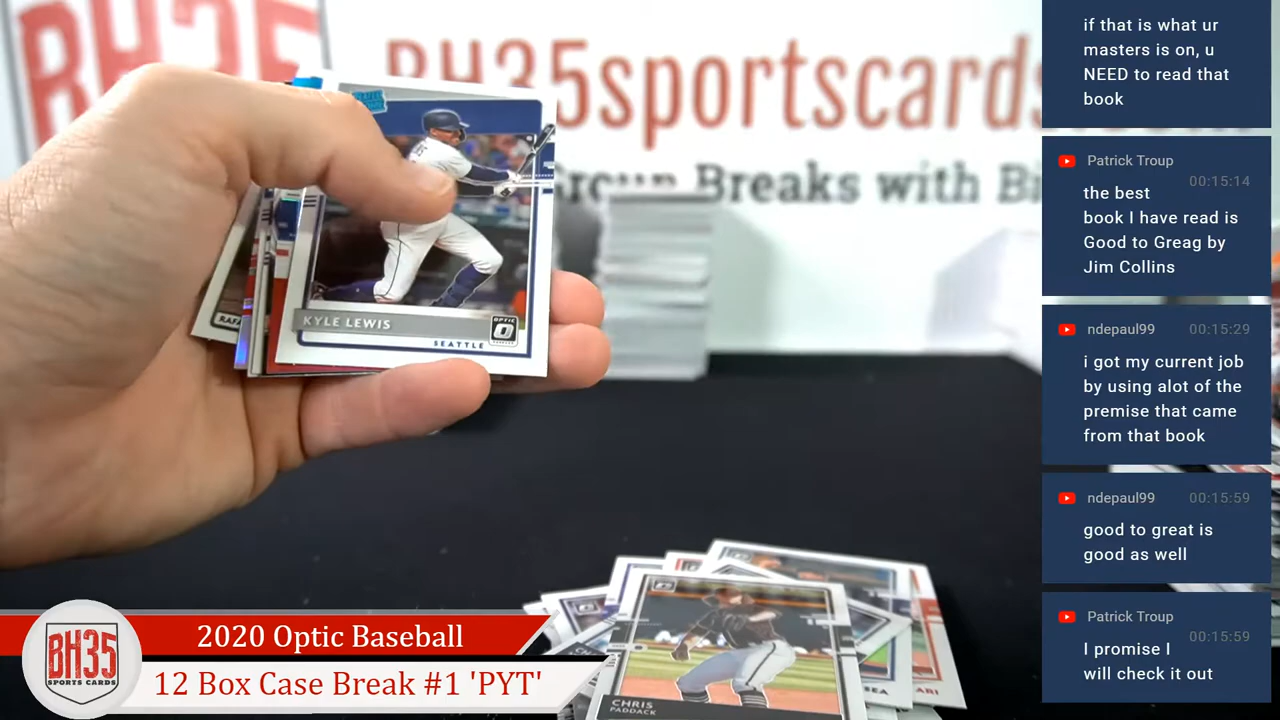 BH35
BH35sportscards.com
Group Breaks with
KYLE LEWIS
OPTIC
SEATTLE
CHRIS
PADDACK
SEA
ARI
BH35
SPORTS CARDS
2020 Optic Baseball
12 Box Case Break #1 'PYT'
if that is what ur
masters is on, u
NEED to read that
book
Patrick Troup
00:15:14
the best
book I have read is
Good to Greag by
Jim Collins
ndepaul99 00:15:29
i got my current job
by using alot of the
premise that came
from that book
ndepaul99 00:15:59
good to great is
good as well
Patrick Troup
00:15:59
I promise I
will check it out